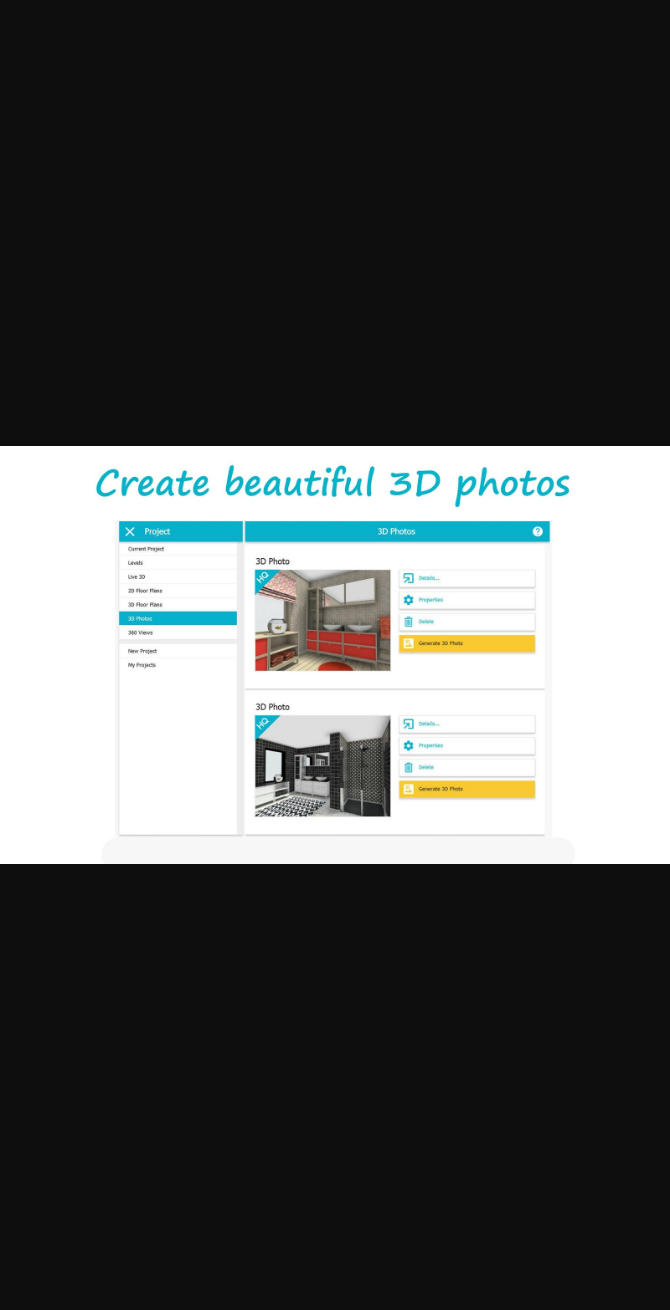 Create beautiful 3D photos
Project
3D Photos
Current Project
Levels
Live 3D
2D Floor Plans
3D Floor Plans
3D Photos
360 Views
New Project
My Projects
3D Photo
HQ
Details...
Properties
Delete
Generate 3D Photo
3D Photo
HQ
Details...
Properties
Delete
Generate 3D Photo